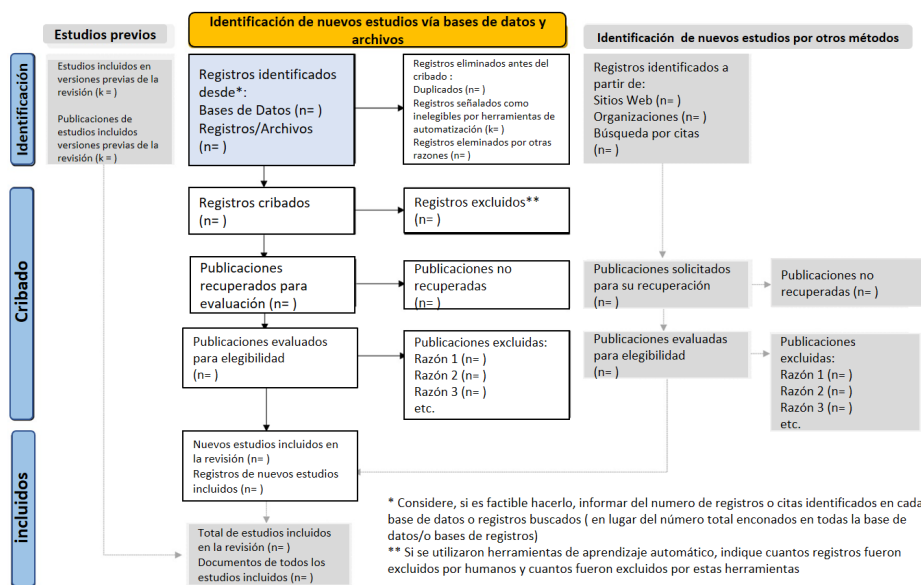 Estudios previos
Identificación de nuevos estudios vía bases de datos y
archivos
Identificación de nuevos estudios por otros métodos
Identificación
Estudios incluidos en
versiones previas de la
revisión (k = )
Publicaciones de
estudios incluidos
versiones previas de la
revisión (k = )
Registros identificados
desde*:
Bases de Datos (n= )
Registros/Archivos
(n= )
Registros eliminados antes del
cribado :
Duplicados (n= )
Registros señalados como
inelegibles por herramientas de
automatización (k= )
Registros eleminados por otras
razones (n= )
Registros identificados a
partir de:
Sitios Web (n= )
Organizaciones (n= )
Búsqueda por citas
(n= )
Cribado
Registros cribados
(n= )
Registros excluidos**
(n= )
Publicaciones
recuperados para
evaluación (n= )
Publicaciones no
recuperadas
(n= )
Publicaciones solicitados
para su recuperación
(n= )
Publicaciones no
recuperadas (n= )
Publicaciones evaluados
para elegibilidad
(n= )
Publicaciones excluidas:
Razón 1 (n= )
Razón 2 (n= )
Razón 3 (n= )
etc.
Publicaciones evaluadas
para elegibilidad
(n= )
Publicaciones
excluidas:
Razón 1 (n= )
Razón 2 (n= )
Razón 3 (n= )
etc.
incluidos
Nuevos estudios incluidos en
la revisión (n= )
Registros de nuevos estudios
incluidos (n= )
Total de estudios incluidos
en la revisión (n= )
Documentos de todos los
estudios incluidos (n= )
* Considere, si es factible hacerlo, informar del numero de registros o citas identificados en cada
base de datos o registros buscados ( en lugar del número total enconados en todas la base de
datos/o bases de registros)
** Si se utilizaron herramientas de aprendizaje automático, indique cuantos registros fueron
excluidos por humanos y cuantos fueron excluidos por estas herramientas